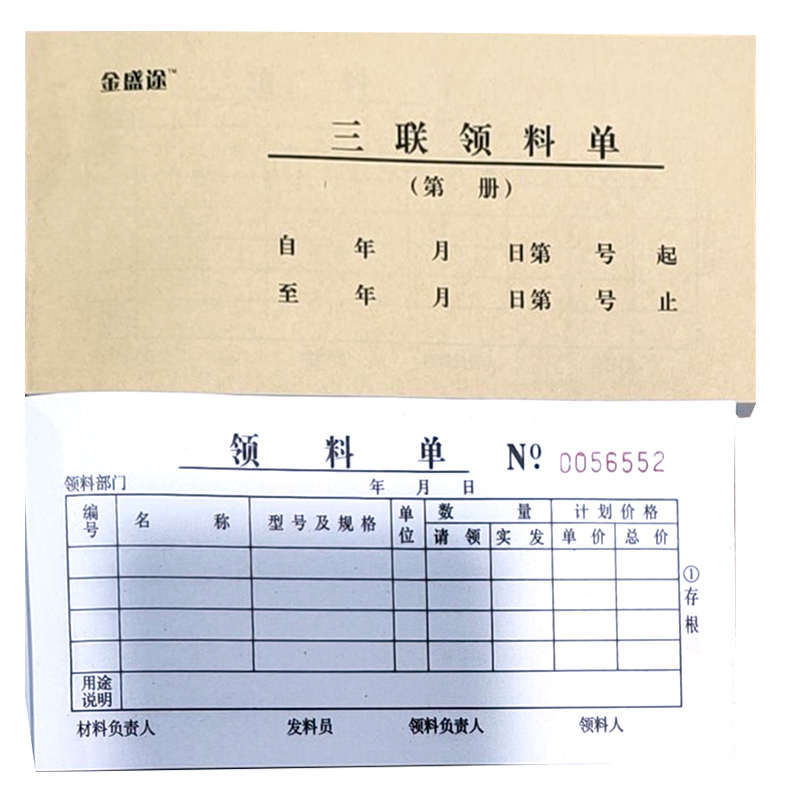 金盛途™
三联领料单
（第 册）
自 年 月 日第 号 起
至 年 月 日第 号 止
领料单 Nº. 0056552
领料部门 年 月 日
编号 名称 型号及规格 单位 数量 计划价格
请领 实发 单价 总价
①存根
用途说明
材料负责人 发料员 领料负责人 领料人